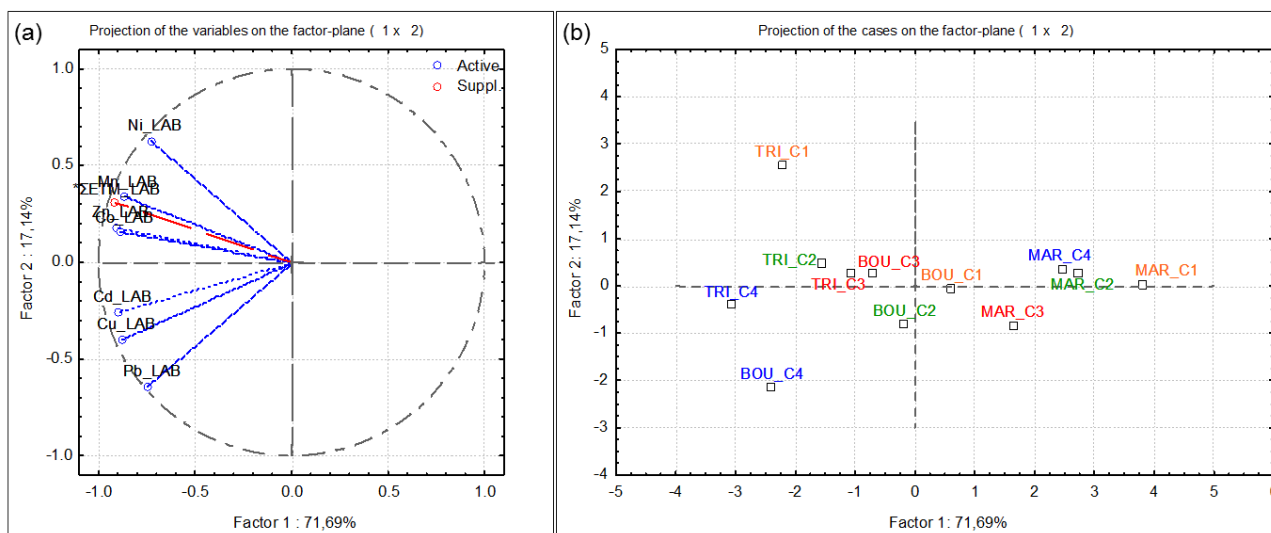 (a)
Projection of the variables on the factor-plane ( 1 x 2)
Active
Suppl.
1.0
0.5
0.0
-0.5
-1.0
Factor 2 : 17,14%
Ni_LAB
Mn_LAB
*ΣETM_LAB
Zn_LAB
Co_LAB
Cd_LAB
Cu_LAB
Pb_LAB
-1.0 -0.5 0.0 0.5 1.0
Factor 1 : 71,69%
(b)
Projection of the cases on the factor-plane ( 1 x 2)
5
4
3
2
1
0
-1
-2
-3
-4
Factor 2: 17,14%
TRI_C1
TRI_C2
BOU_C3
MAR_C4
MAR_C1
TRI_C4
TRI_C3
BOU_C1
MAR_C2
BOU_C2
MAR_C3
BOU_C4
-5 -4 -3 -2 -1 0 1 2 3 4 5
Factor 1: 71,69%